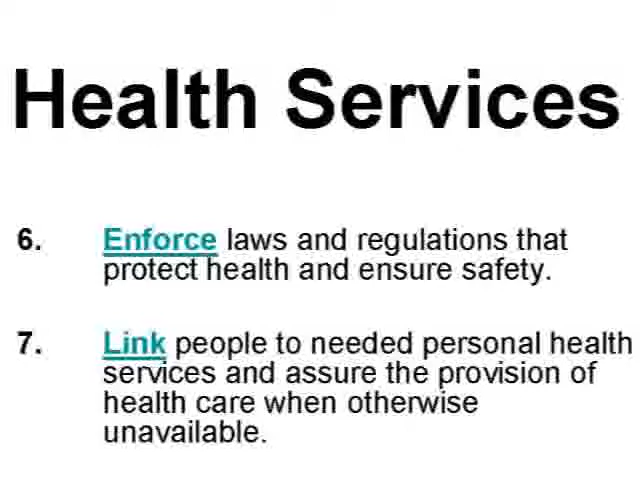 Health Services
6. Enforce laws and regulations that
protect health and ensure safety.
7. Link people to needed personal health
services and assure the provision of
health care when otherwise
unavailable.